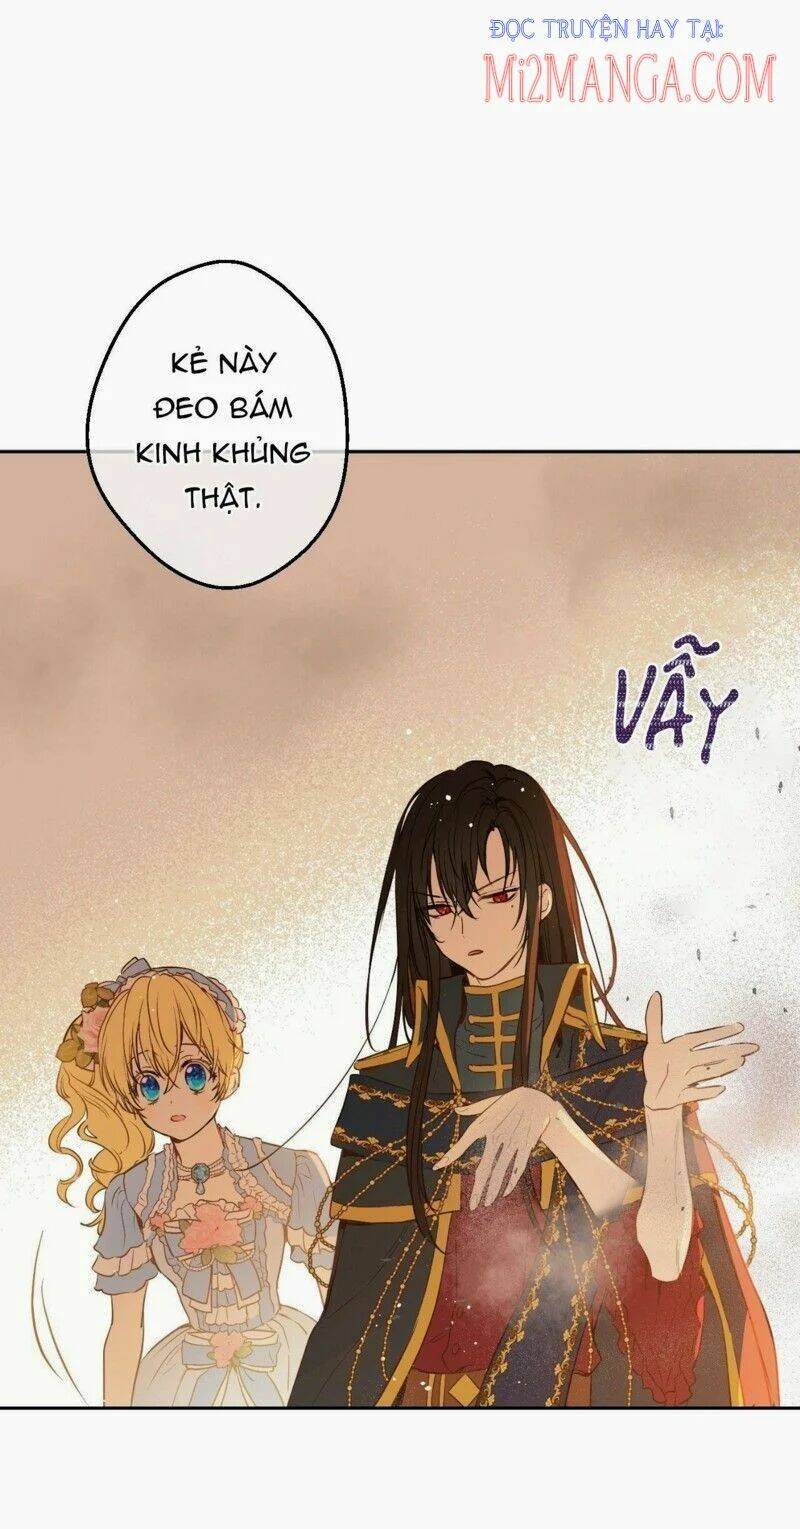 ĐỌC TRUYỆN HAY TẠI:
MI2MANGA.COM
KẺ NÀY
ĐEO BÁM
KINH KHỦNG
THẬT.
VẪY